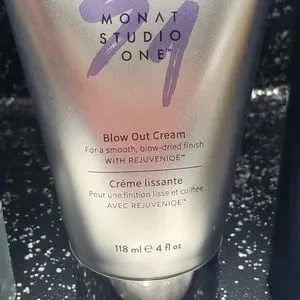 MONAT
STUDIO
ONE™
Blow Out Cream
For a smooth, blow-dried finish
WITH REJUVENIQE™
Créme lissante
Pour une finition lisse et coiffée
AVEC REJUVENIQE™
118 ml ℮ 4 fl oz